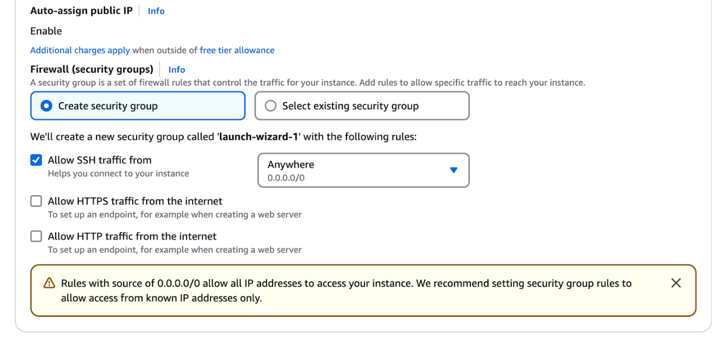 Auto-assign public IP Info
Enable
Additional charges apply when outside of free tier allowance
Firewall (security groups) Info
A security group is a set of firewall rules that control the traffic for your instance. Add rules to allow specific traffic to reach your instance.
Create security group
Select existing security group
We'll create a new security group called 'launch-wizard-1' with the following rules:
Allow SSH traffic from
Helps you connect to your instance
Anywhere
0.0.0.0/0
Allow HTTPS traffic from the internet
To set up an endpoint, for example when creating a web server
Allow HTTP traffic from the internet
To set up an endpoint, for example when creating a web server
Rules with source of 0.0.0.0/0 allow all IP addresses to access your instance. We recommend setting security group rules to
allow access from known IP addresses only.